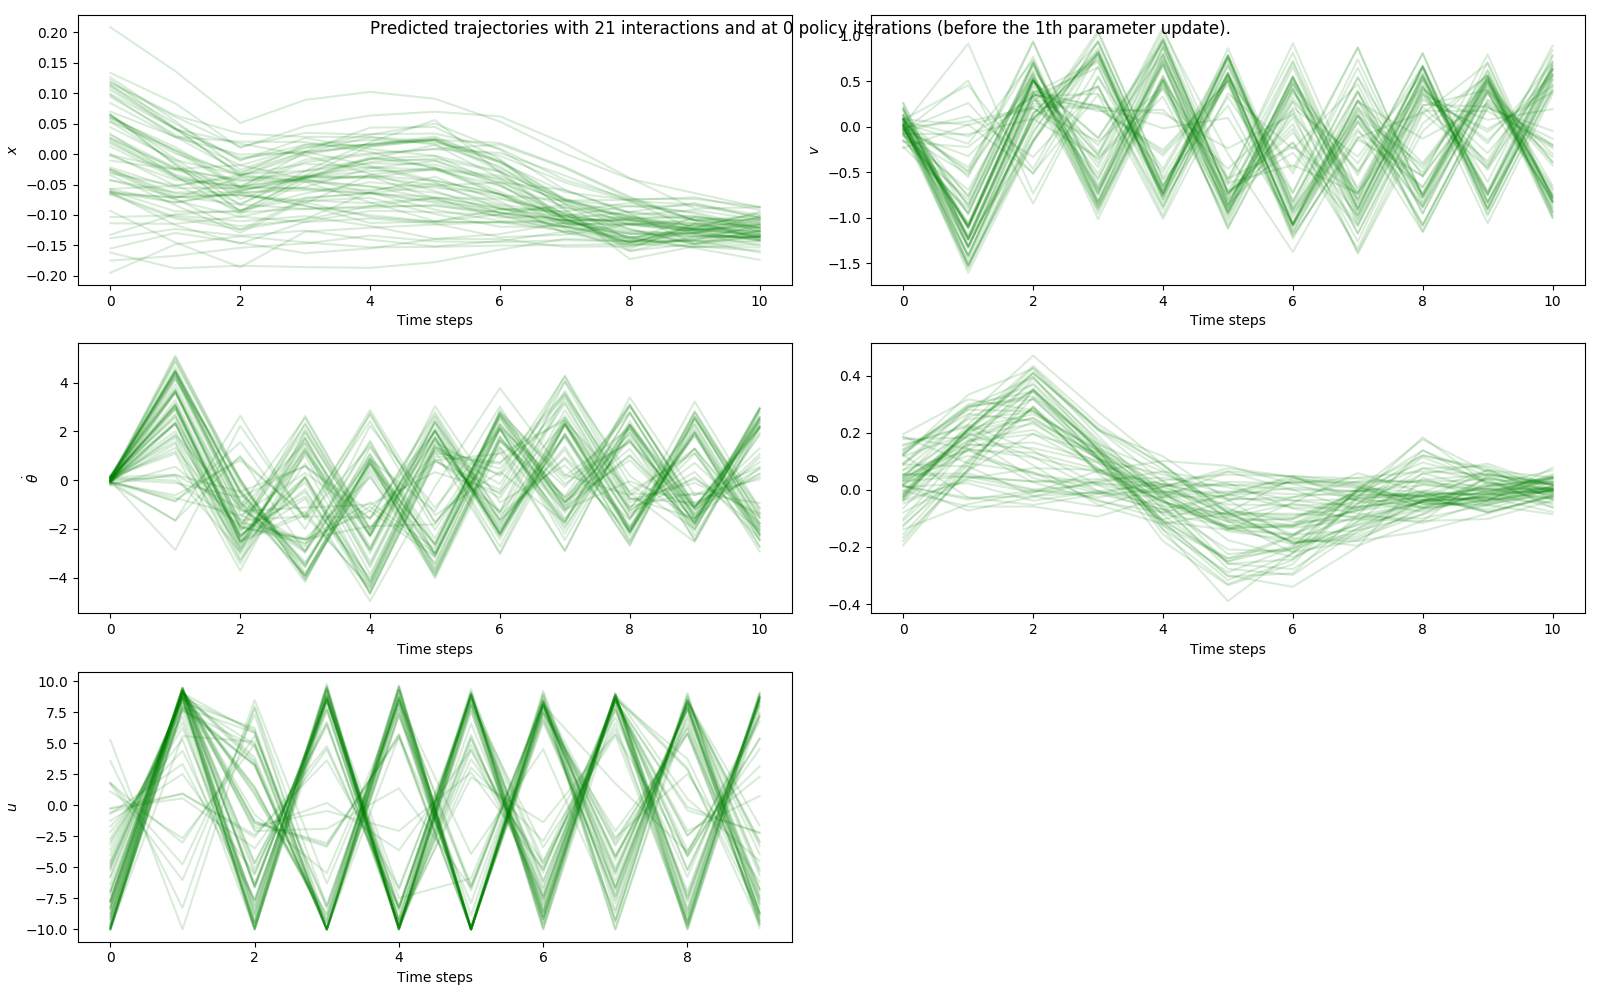 Predicted trajectories with 21 interactions and at 0 policy iterations (before the 1th parameter update).
0.20
0.15
0.10
0.05
0.00
−0.05
−0.10
−0.15
−0.20
x
0 2 4 6 8 10
Time steps
1.0
0.5
0.0
−0.5
−1.0
−1.5
v
0 2 4 6 8 10
Time steps
4
2
0
−2
−4
θ̇
0 2 4 6 8 10
Time steps
0.4
0.2
0.0
−0.2
−0.4
θ
0 2 4 6 8 10
Time steps
10.0
7.5
5.0
2.5
0.0
−2.5
−5.0
−7.5
−10.0
u
0 2 4 6 8
Time steps